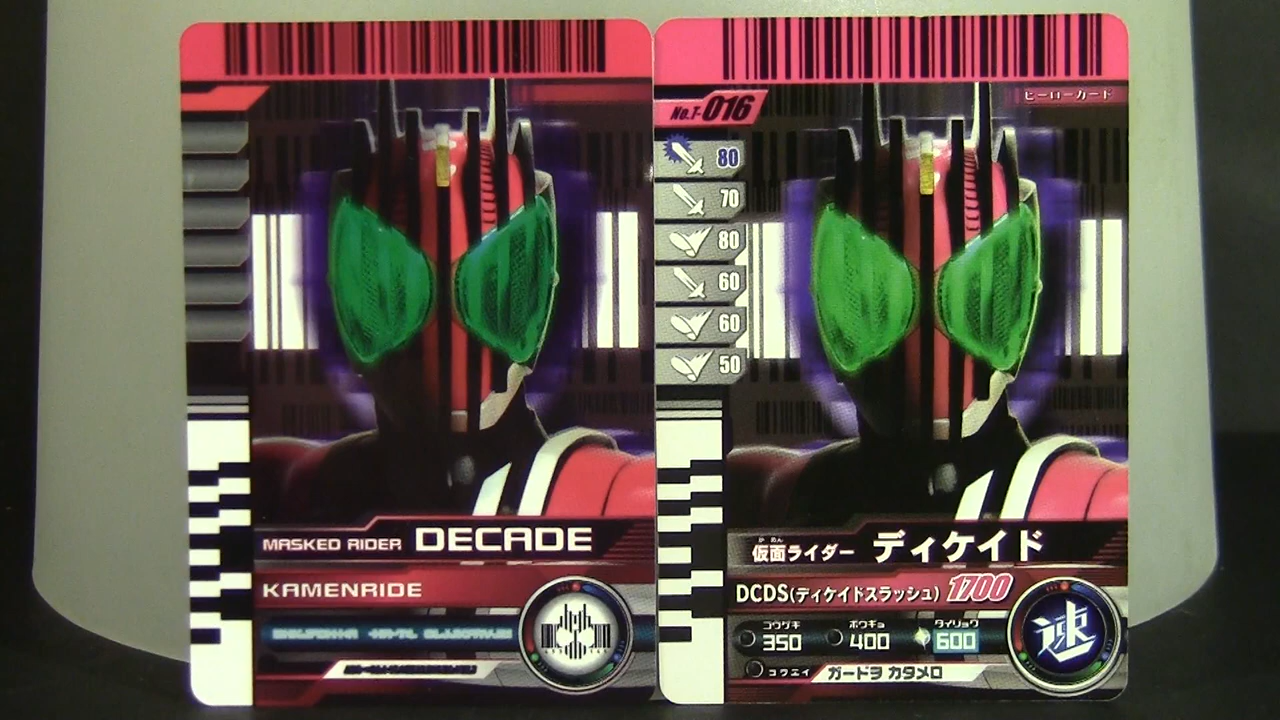 MASKED RIDER DECADE
KAMENRIDE
No.T-016
ヒーローカード
80
70
80
60
60
50
かめん
仮面ライダー ディケイド
DCDS(ディケイドスラッシュ) 1700
コウゲキ 350
ボウギョ 400
タイリョク 600
速
コウエイ ガードヲ カタメロ